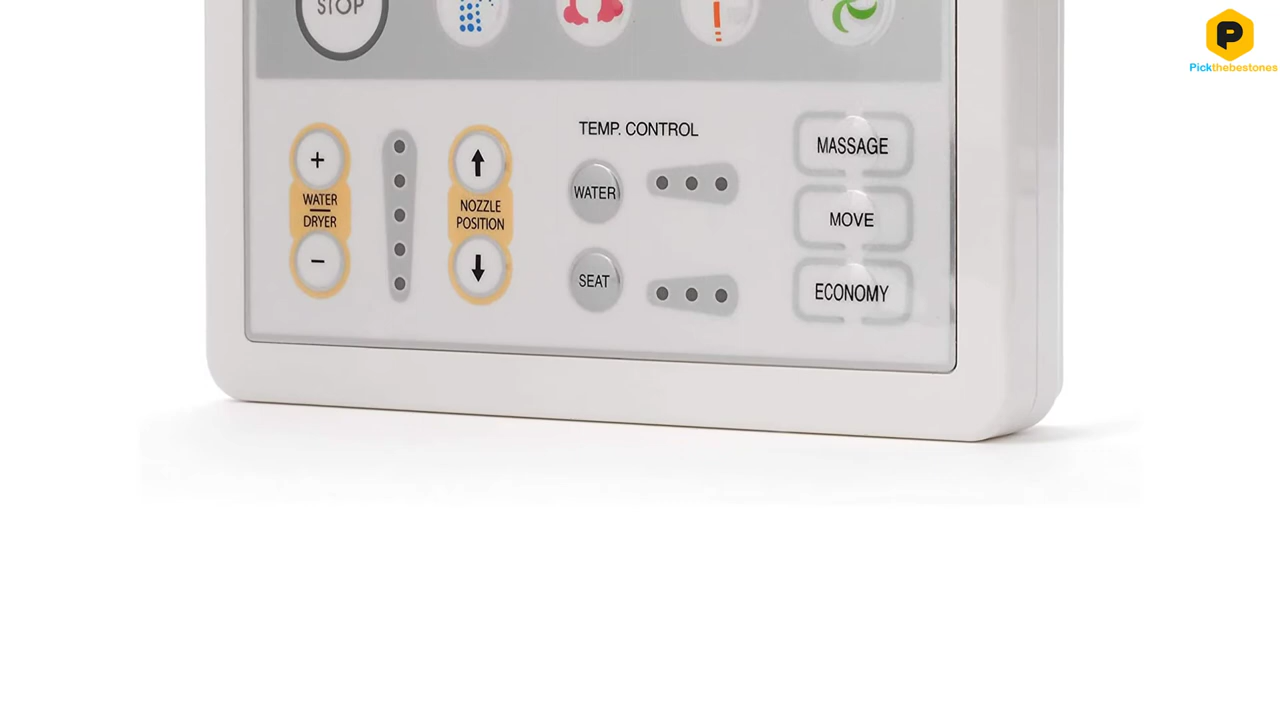 STOP
Pickthebestones
+
WATER
DRYER
−
NOZZLE
POSITION
TEMP. CONTROL
WATER
SEAT
MASSAGE
MOVE
ECONOMY